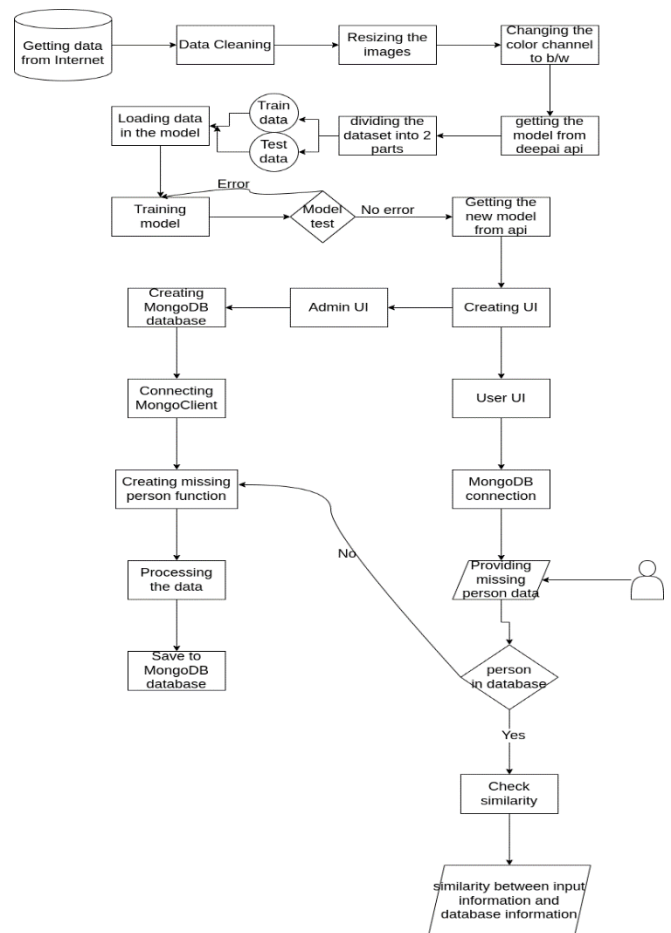 Getting data
from Internet
Data Cleaning
Resizing the
images
Changing the
color channel
to b/w
Loading data
in the model
Train
data
Test
data
dividing the
dataset into 2
parts
getting the
model from
deepai api
Error
Training
model
Model
test
No error
Getting the
new model
from api
Creating
MongoDB
database
Admin UI
Creating UI
Connecting
MongoClient
User UI
Creating missing
person function
MongoDB
connection
No
Processing
the data
Providing
missing
person data
Save to
MongoDB
database
person
in database
Yes
Check
similarity
similarity between input
information and
database information